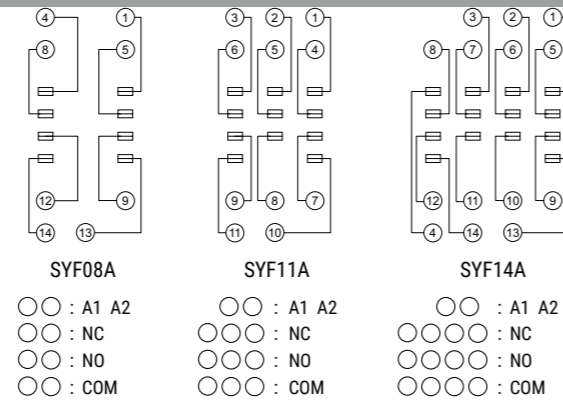 4 1 3 2 1 3 2 1
8 5 6 5 4 8 7 6 5
12 9 9 8 7 12 11 10 9
14 13 11 10 4 14 13
SYF08A SYF11A SYF14A
○○ : A1 A2 ○○ : A1 A2 ○○ : A1 A2
○○ : NC ○○○ : NC ○○○○ : NC
○○ : NO ○○○ : NO ○○○○ : NO
○○ : COM ○○○ : COM ○○○○ : COM